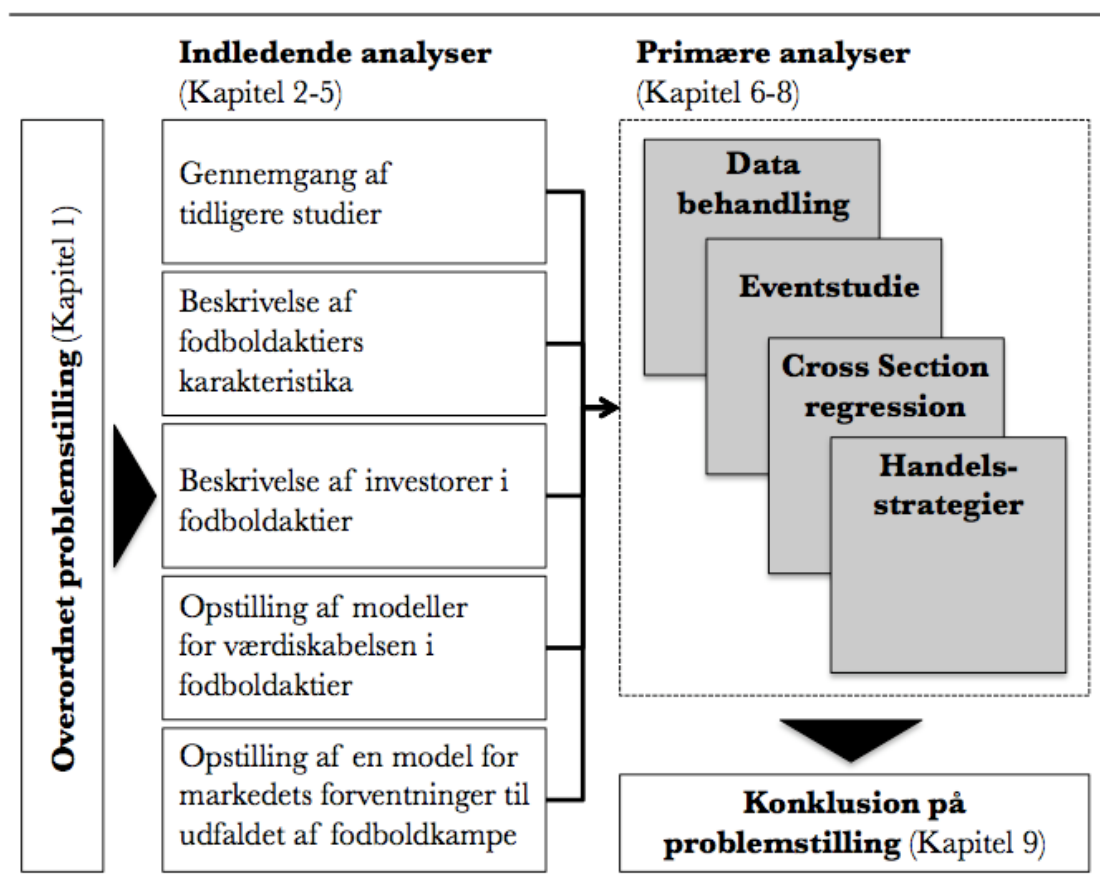 Indledende analyser
(Kapitel 2-5)
Primære analyser
(Kapitel 6-8)
Overordnet problemstilling (Kapitel 1)
Gennemgang af
tidligere studier
Beskrivelse af
fodboldaktiers
karakteristika
Beskrivelse af investorer i
fodboldaktier
Opstilling af modeller
for værdiskabelsen i
fodboldaktier
Opstilling af en model for
markedets forventninger til
udfaldet af fodboldkampe
Data
behandling
Eventstudie
Cross Section
regression
Handels-
strategier
Konklusion på
problemstilling (Kapitel 9)